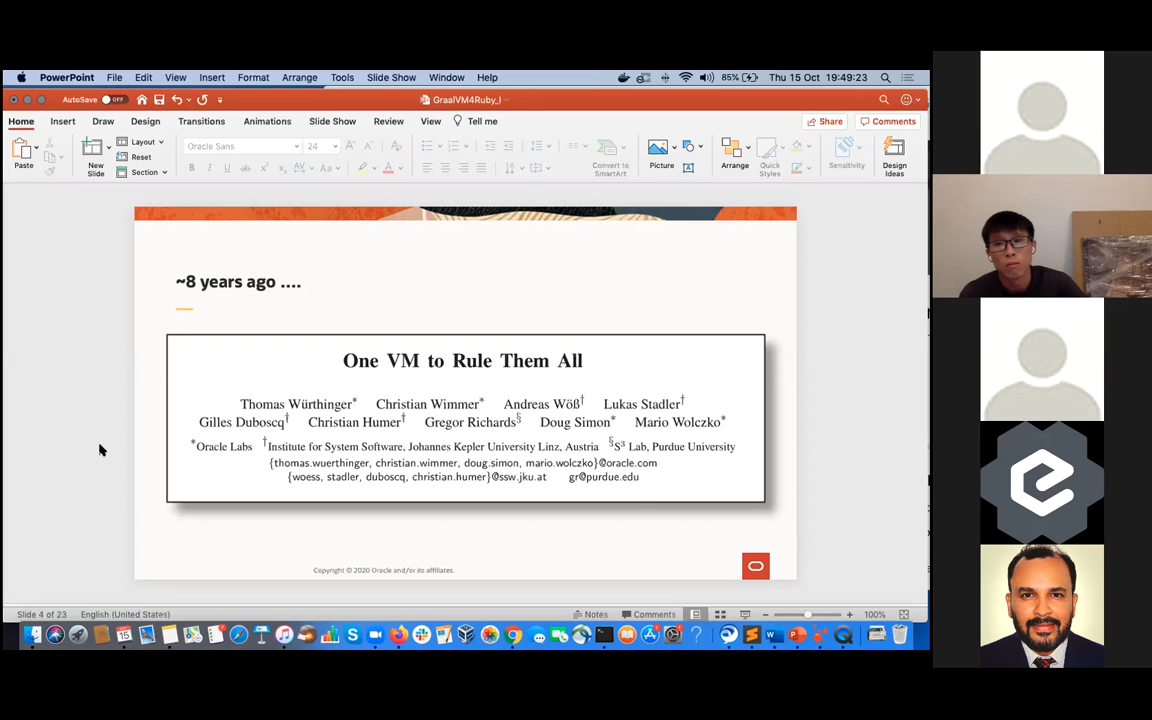 PowerPoint File Edit View Insert Format Arrange Tools Slide Show Window Help 85% Thu 15 Oct 19:49:23
AutoSave OFF GraalVM4Ruby_I
Home Insert Draw Design Transitions Animations Slide Show Review View Tell me Share Comments
Paste New Slide Layout Reset Section Oracle Sans 24 Convert to SmartArt Picture Arrange Quick Styles Sensitivity Design Ideas
~8 years ago ....
One VM to Rule Them All
Thomas Würthinger* Christian Wimmer* Andreas Wöß† Lukas Stadler†
Gilles Duboscq† Christian Humer† Gregor Richards§ Doug Simon* Mario Wolczko*
*Oracle Labs †Institute for System Software, Johannes Kepler University Linz, Austria §S³ Lab, Purdue University
{thomas.wuerthinger, christian.wimmer, doug.simon, mario.wolczko}@oracle.com
{woess, stadler, duboscq, christian.humer}@ssw.jku.at gr@purdue.edu
Copyright © 2020 Oracle and/or its affiliates.
Slide 4 of 23 English (United States) Notes Comments 100%